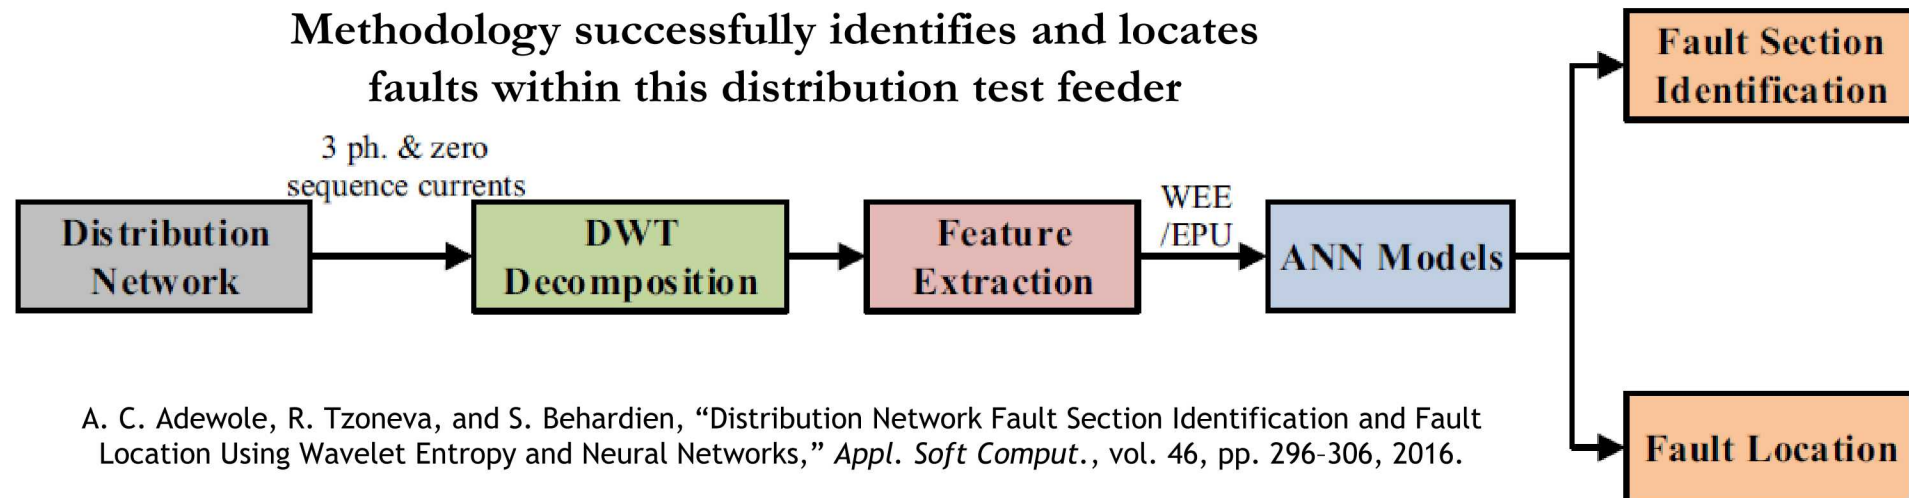 Methodology successfully identifies and locates
faults within this distribution test feeder
3 ph. & zero
sequence currents
Distribution
Network
DWT
Decomposition
Feature
Extraction
WEE
/EPU
ANN Models
Fault Section
Identification
Fault Location
A. C. Adewole, R. Tzoneva, and S. Behardien, “Distribution Network Fault Section Identification and Fault
Location Using Wavelet Entropy and Neural Networks,” Appl. Soft Comput., vol. 46, pp. 296–306, 2016.